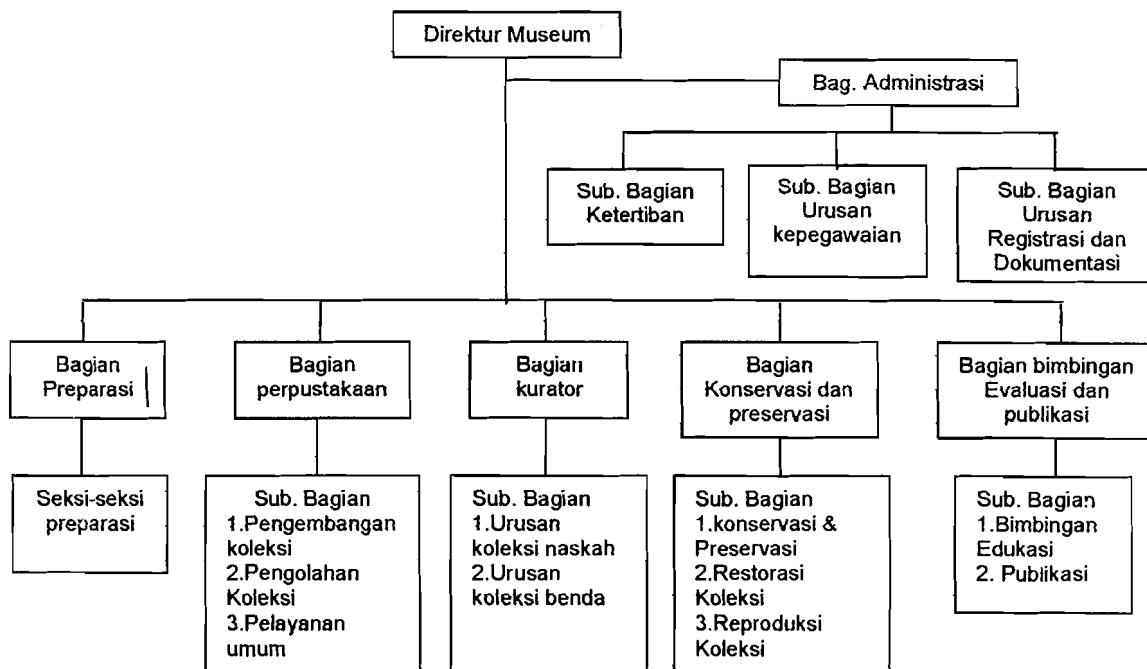 Direktur Museum
Bag. Administrasi
Sub. Bagian
Ketertiban
Sub. Bagian
Urusan
kepegawaian
Sub. Bagian
Urusan
Registrasi dan
Dokumentasi
Bagian
Preparasi
Bagian
perpustakaan
Bagian
kurator
Bagian
Konservasi dan
preservasi
Bagian bimbingan
Evaluasi dan
publikasi
Seksi-seksi
preparasi
Sub. Bagian
1.Pengembangan
koleksi
2.Pengolahan
Koleksi
3.Pelayanan
umum
Sub. Bagian
1.Urusan
koleksi naskah
2.Urusan
koleksi benda
Sub. Bagian
1.konservasi &
Preservasi
2.Restorasi
Koleksi
3.Reproduksi
Koleksi
Sub. Bagian
1.Bimbingan
Edukasi
2. Publikasi